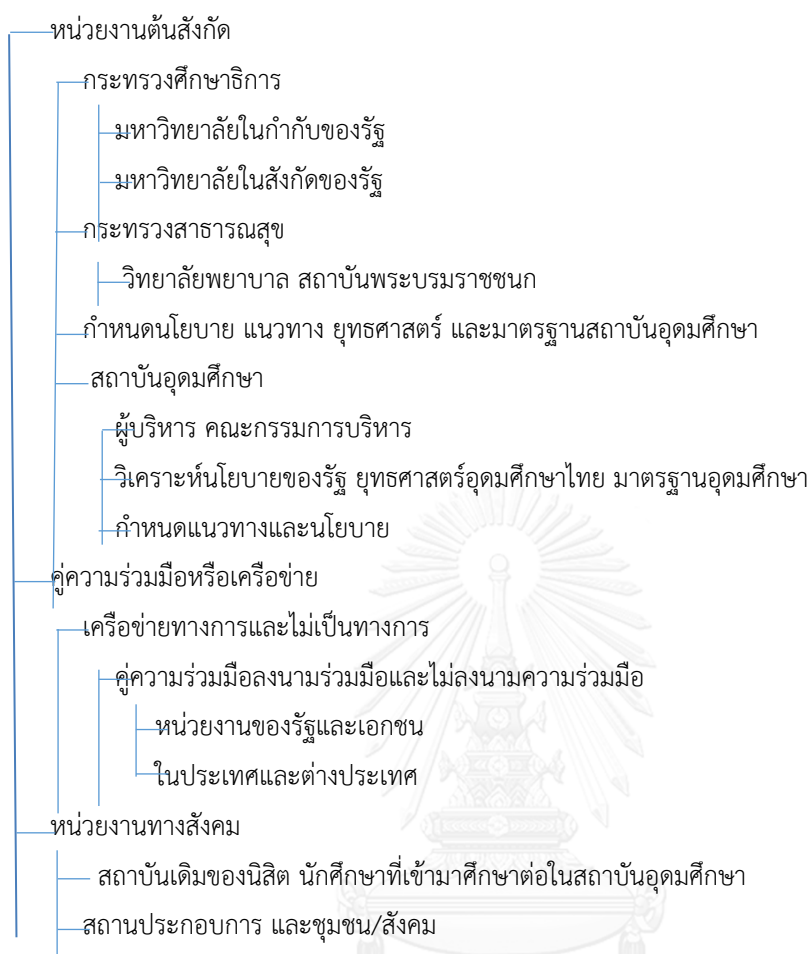 หน่วยงานต้นสังกัด
กระทรวงศึกษาธิการ
มหาวิทยาลัยในกำกับของรัฐ
มหาวิทยาลัยในสังกัดของรัฐ
กระทรวงสาธารณสุข
วิทยาลัยพยาบาล สถาบันพระบรมราชชนก
กำหนดนโยบาย แนวทาง ยุทธศาสตร์ และมาตรฐานสถาบันอุดมศึกษา
สถาบันอุดมศึกษา
ผู้บริหาร คณะกรรมการบริหาร
วิเคราะห์นโยบายของรัฐ ยุทธศาสตร์อุดมศึกษาไทย มาตรฐานอุดมศึกษา
กำหนดแนวทางและนโยบาย
คู่ความร่วมมือหรือเครือข่าย
เครือข่ายทางการและไม่เป็นทางการ
คู่ความร่วมมือลงนามร่วมมือและไม่ลงนามความร่วมมือ
หน่วยงานของรัฐและเอกชน
ในประเทศและต่างประเทศ
หน่วยงานทางสังคม
สถาบันเดิมของนิสิต นักศึกษาที่เข้ามาศึกษาต่อในสถาบันอุดมศึกษา
สถานประกอบการ และชุมชน/สังคม